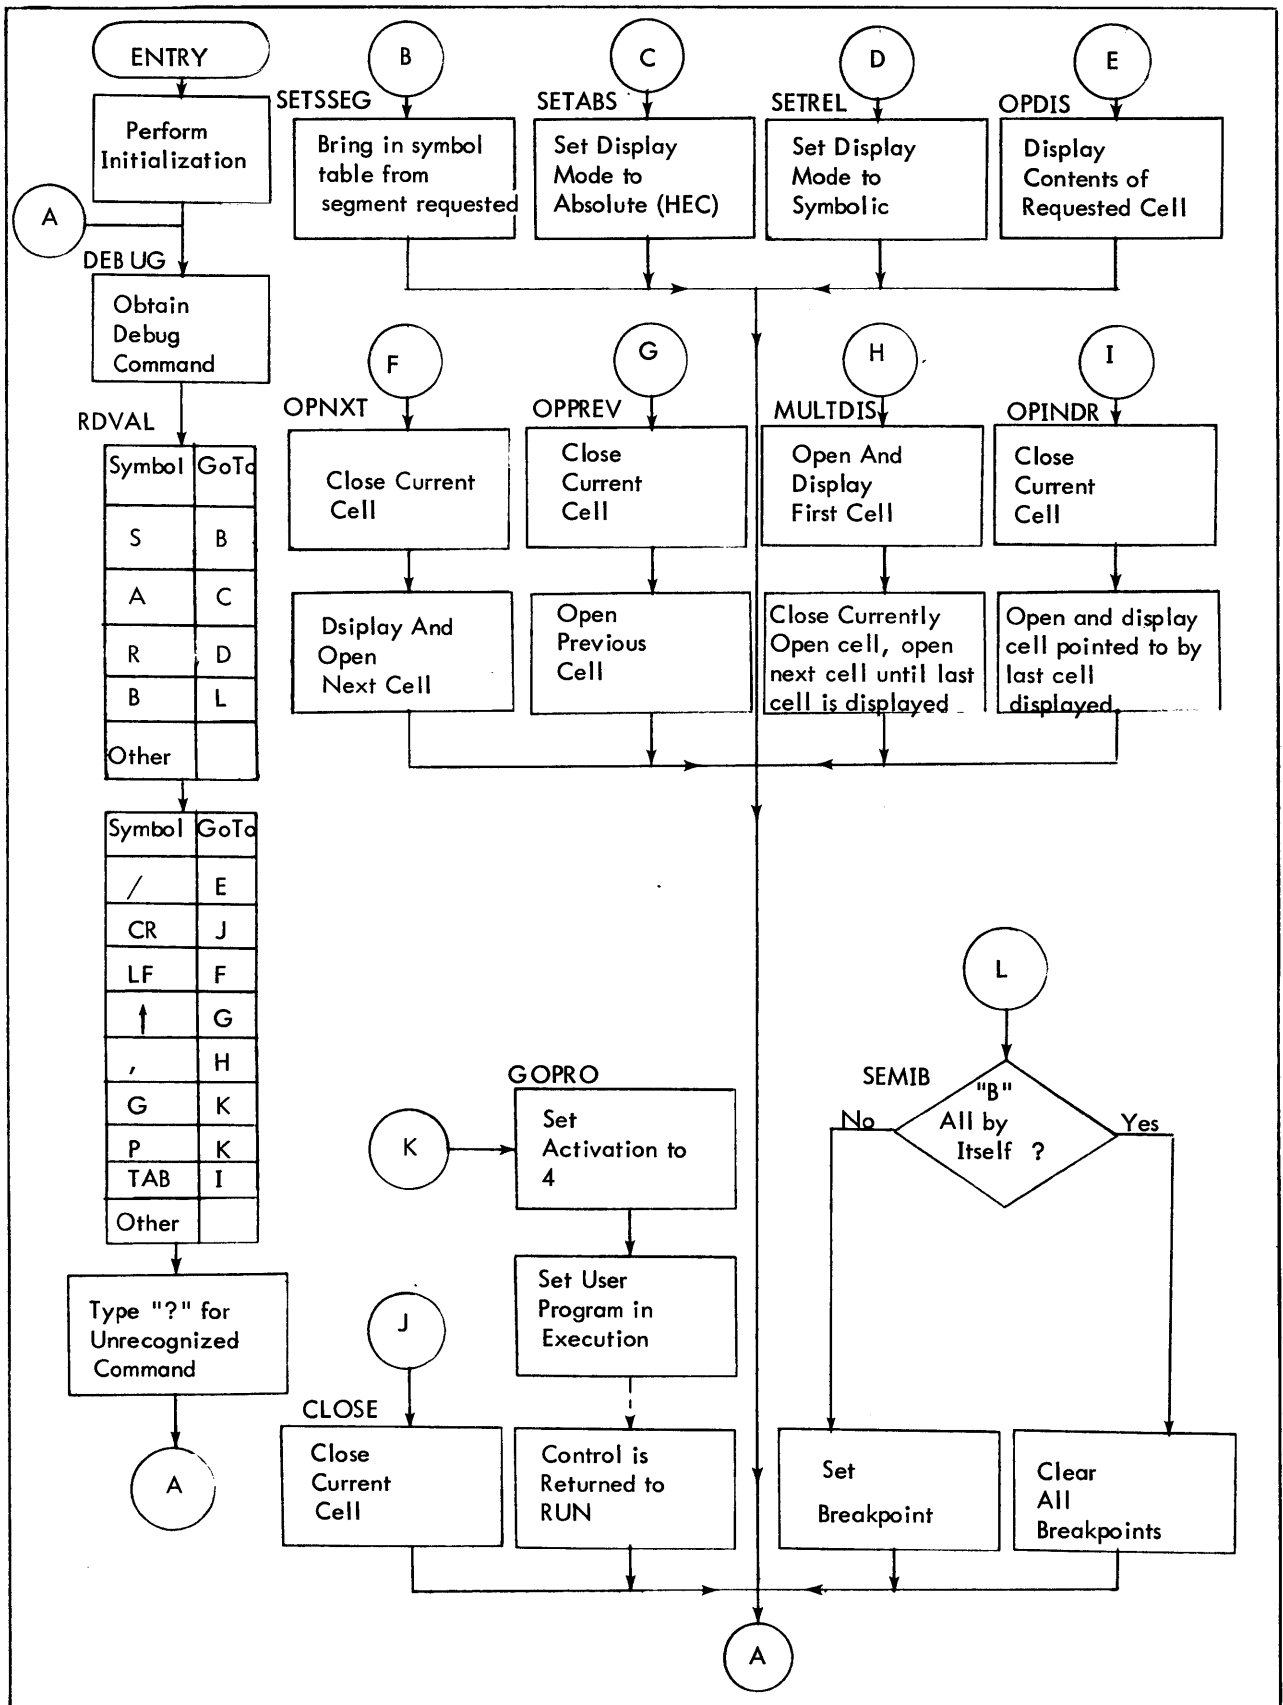 ENTRY
Perform
Initialization
A
DEBUG
Obtain
Debug
Command
RDVAL
Symbol GoTo
S B
A C
R D
B L
Other
Symbol GoTo
/ E
CR J
LF F
↑ G
, H
G K
P K
TAB I
Other
Type "?" for
Unrecognized
Command
A
B
SETSSEG
Bring in symbol
table from
segment requested
C
SETABS
Set Display
Mode to
Absolute (HEC)
D
SETREL
Set Display
Mode to
Symbolic
E
OPDIS
Display
Contents of
Requested Cell
F
OPNXT
Close Current
Cell
Dsiplay And
Open
Next Cell
G
OPPREV
Close
Current
Cell
Open
Previous
Cell
H
MULTDIS
Open And
Display
First Cell
Close Currently
Open cell, open
next cell until last
cell is displayed
I
OPINDR
Close
Current
Cell
Open and display
cell pointed to by
last cell
displayed
K
GOPRO
Set
Activation to
4
Set User
Program in
Execution
Control is
Returned to
RUN
J
CLOSE
Close
Current
Cell
L
SEMIB
"B"
All by
Itself ?
No
Yes
Set
Breakpoint
Clear
All
Breakpoints
A